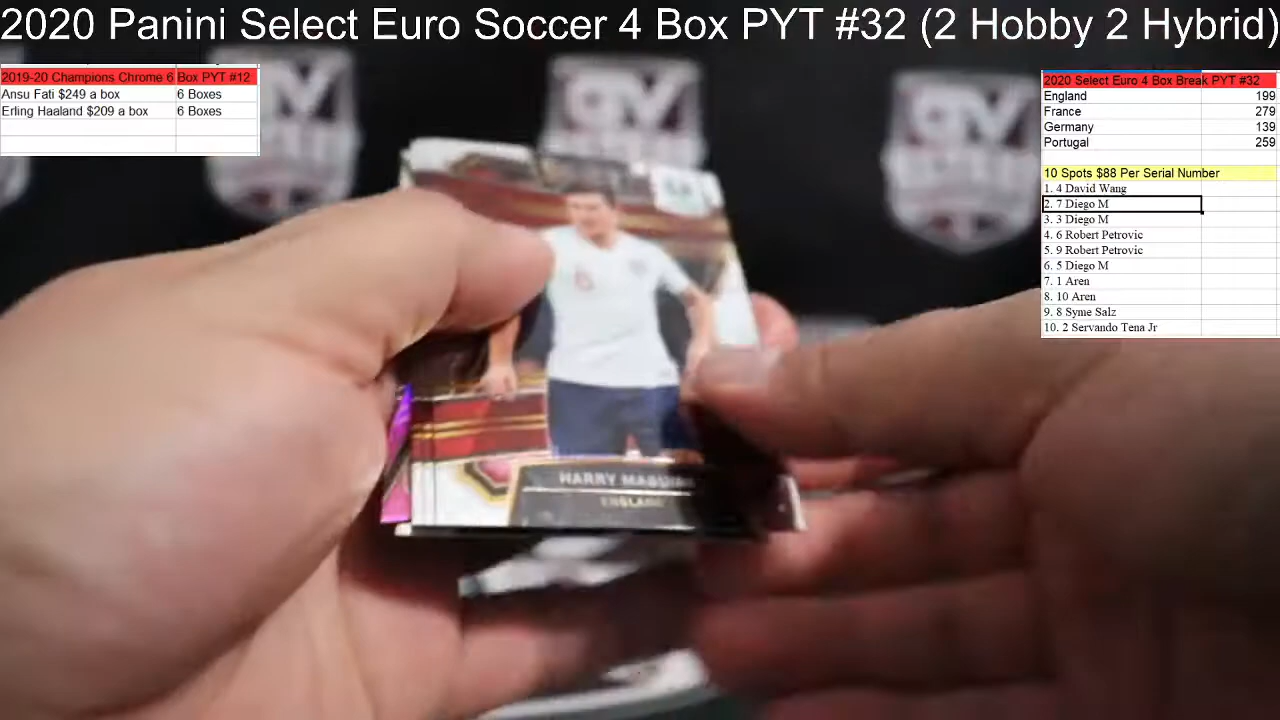 2020 Panini Select Euro Soccer 4 Box PYT #32 (2 Hobby 2 Hybrid)
2019-20 Champions Chrome 6 Box PYT #12
Ansu Fati $249 a box 6 Boxes
Erling Haaland $209 a box 6 Boxes
2020 Select Euro 4 Box Break PYT #32
England 199
France 279
Germany 139
Portugal 259
10 Spots $88 Per Serial Number
1. 4 David Wang
2. 7 Diego M
3. 3 Diego M
4. 6 Robert Petrovic
5. 9 Robert Petrovic
6. 5 Diego M
7. 1 Aren
8. 10 Aren
9. 8 Syme Salz
10. 2 Servando Tena Jr
HARRY MAGUIRE
ENGLAND